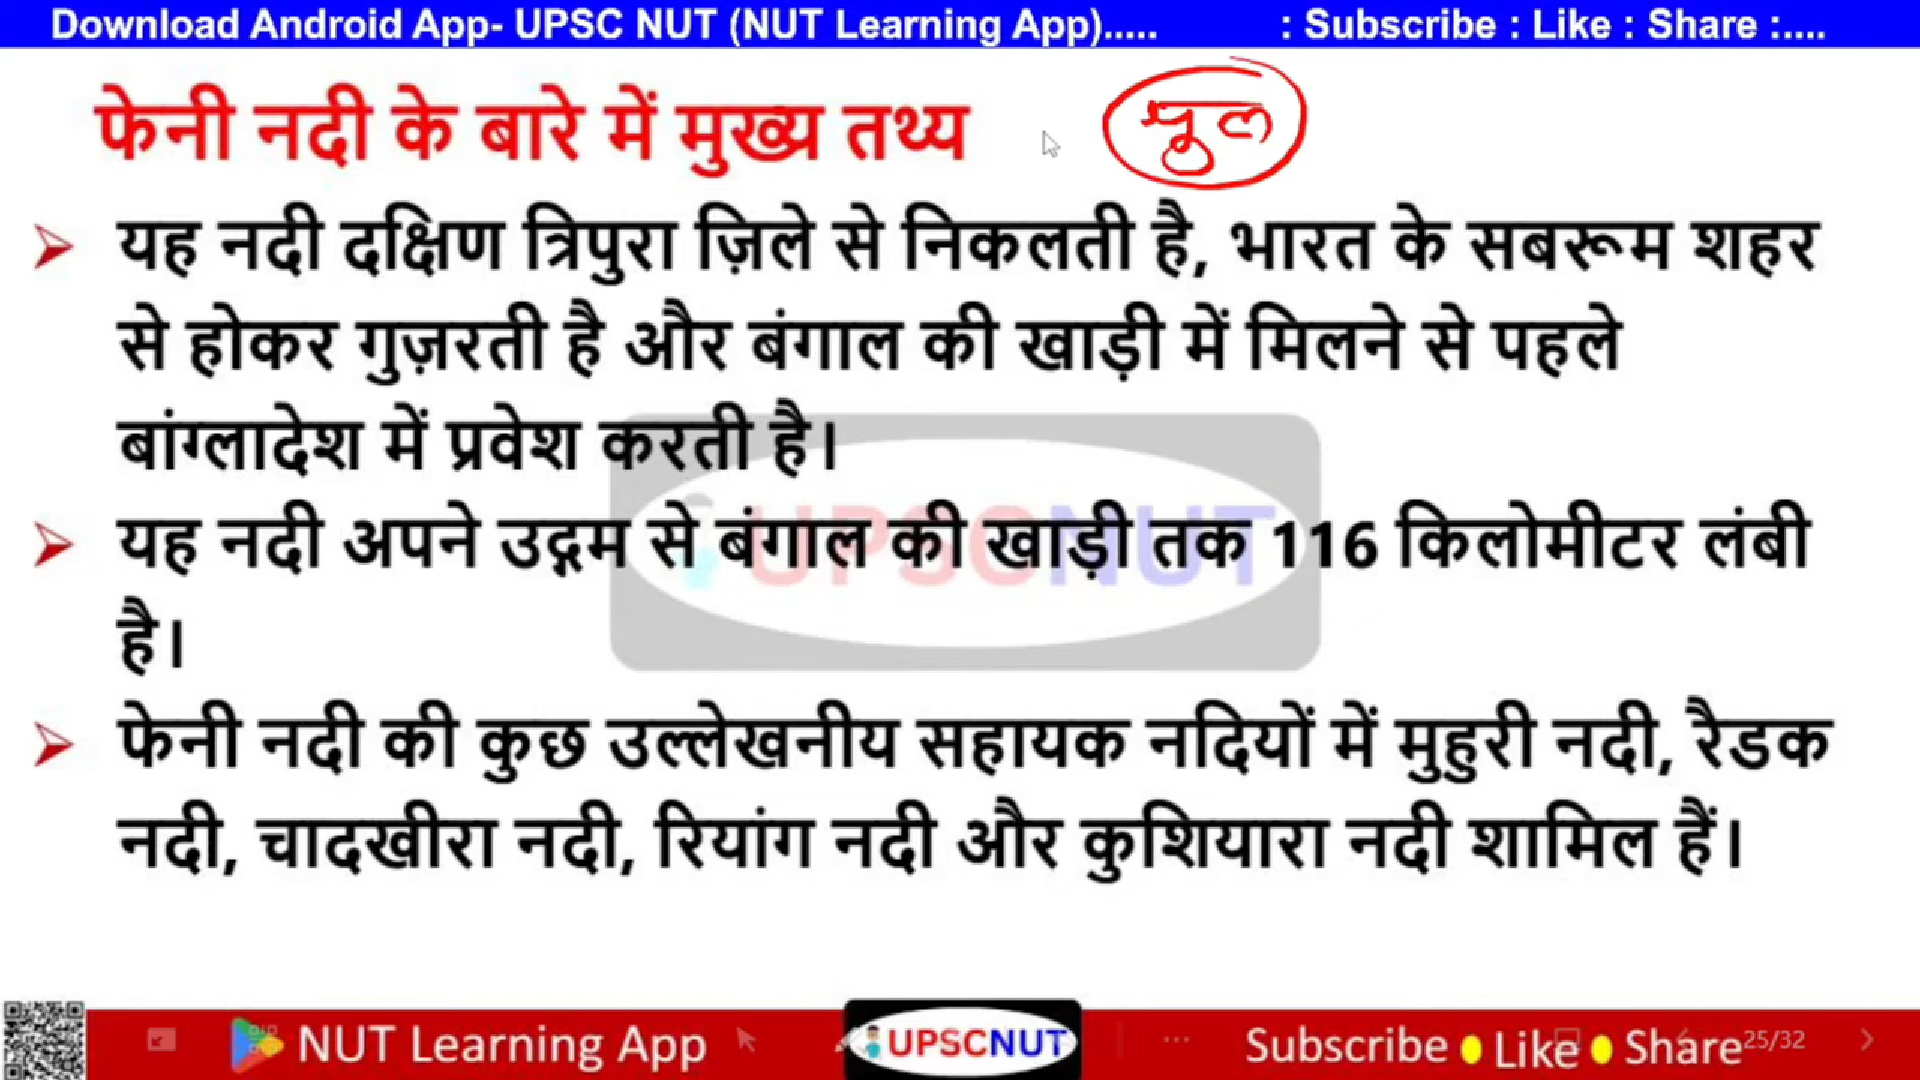 Download Android App- UPSC NUT (NUT Learning App)..... : Subscribe : Like : Share :....
फेनी नदी के बारे में मुख्य तथ्य पुल
यह नदी दक्षिण त्रिपुरा ज़िले से निकलती है, भारत के सबरूम शहर
से होकर गुज़रती है और बंगाल की खाड़ी में मिलने से पहले
बांग्लादेश में प्रवेश करती है।
यह नदी अपने उद्गम से बंगाल की खाड़ी तक 116 किलोमीटर लंबी
है।
फेनी नदी की कुछ उल्लेखनीय सहायक नदियों में मुहुरी नदी, रैडक
नदी, चादखीरा नदी, रियांग नदी और कुशियारा नदी शामिल हैं।
UPSCNUT
NUT Learning App UPSCNUT Subscribe Like Share 25/32